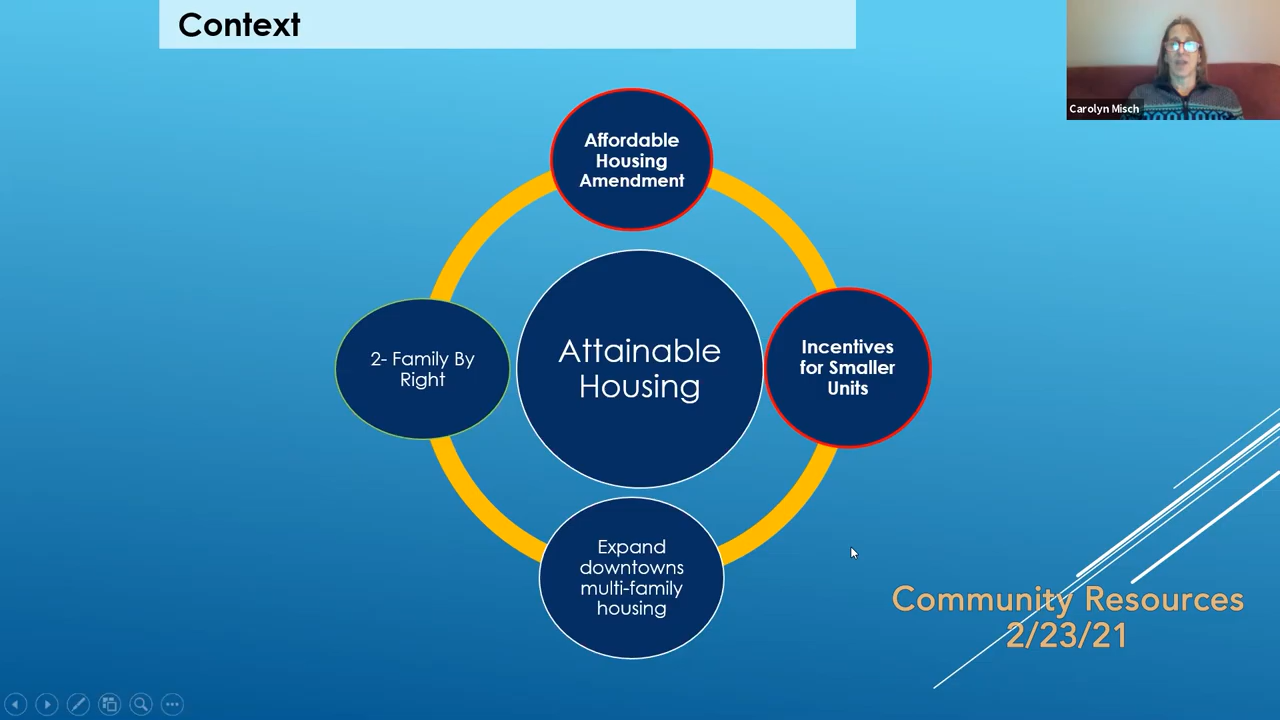 Context
Carolyn Misch
Affordable
Housing
Amendment
2- Family By
Right
Attainable
Housing
Incentives
for Smaller
Units
Expand
downtowns
multi-family
housing
Community Resources
2/23/21